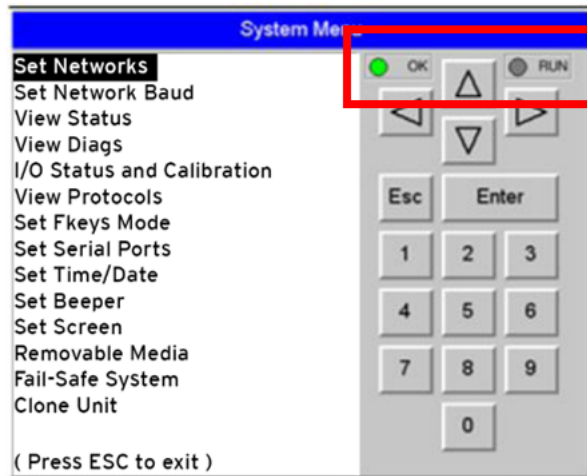 System Menu
Set Networks
Set Network Baud
View Status
View Diags
I/O Status and Calibration
View Protocols
Set Fkeys Mode
Set Serial Ports
Set Time/Date
Set Beeper
Set Screen
Removable Media
Fail-Safe System
Clone Unit
( Press ESC to exit )
OK RUN
Esc Enter
1 2 3
4 5 6
7 8 9
0